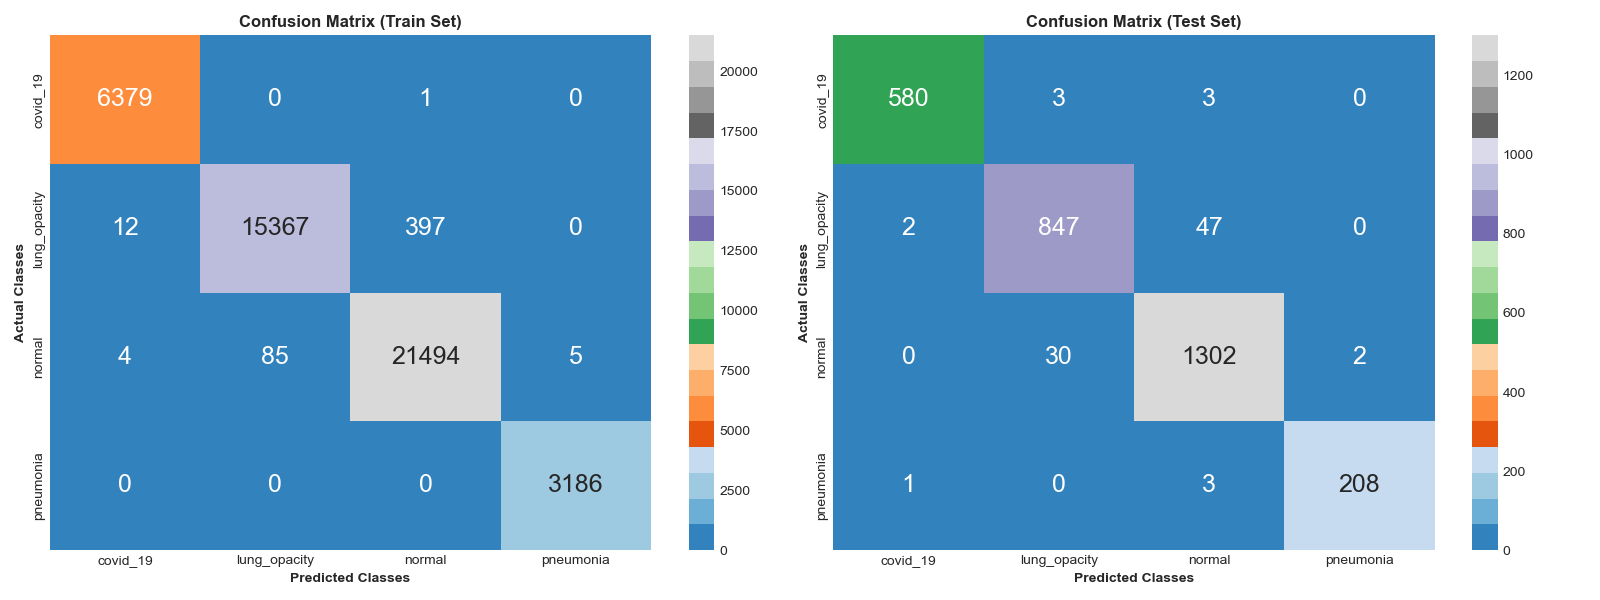 Confusion Matrix (Train Set)
covid_19
6379 0 1 0
lung_opacity
12 15367 397 0
normal
4 85 21494 5
pneumonia
0 0 0 3186
Actual Classes
covid_19 lung_opacity normal pneumonia
Predicted Classes
20000
17500
15000
12500
10000
7500
5000
2500
0
Confusion Matrix (Test Set)
covid_19
580 3 3 0
lung_opacity
2 847 47 0
normal
0 30 1302 2
pneumonia
1 0 3 208
Actual Classes
covid_19 lung_opacity normal pneumonia
Predicted Classes
1200
1000
800
600
400
200
0